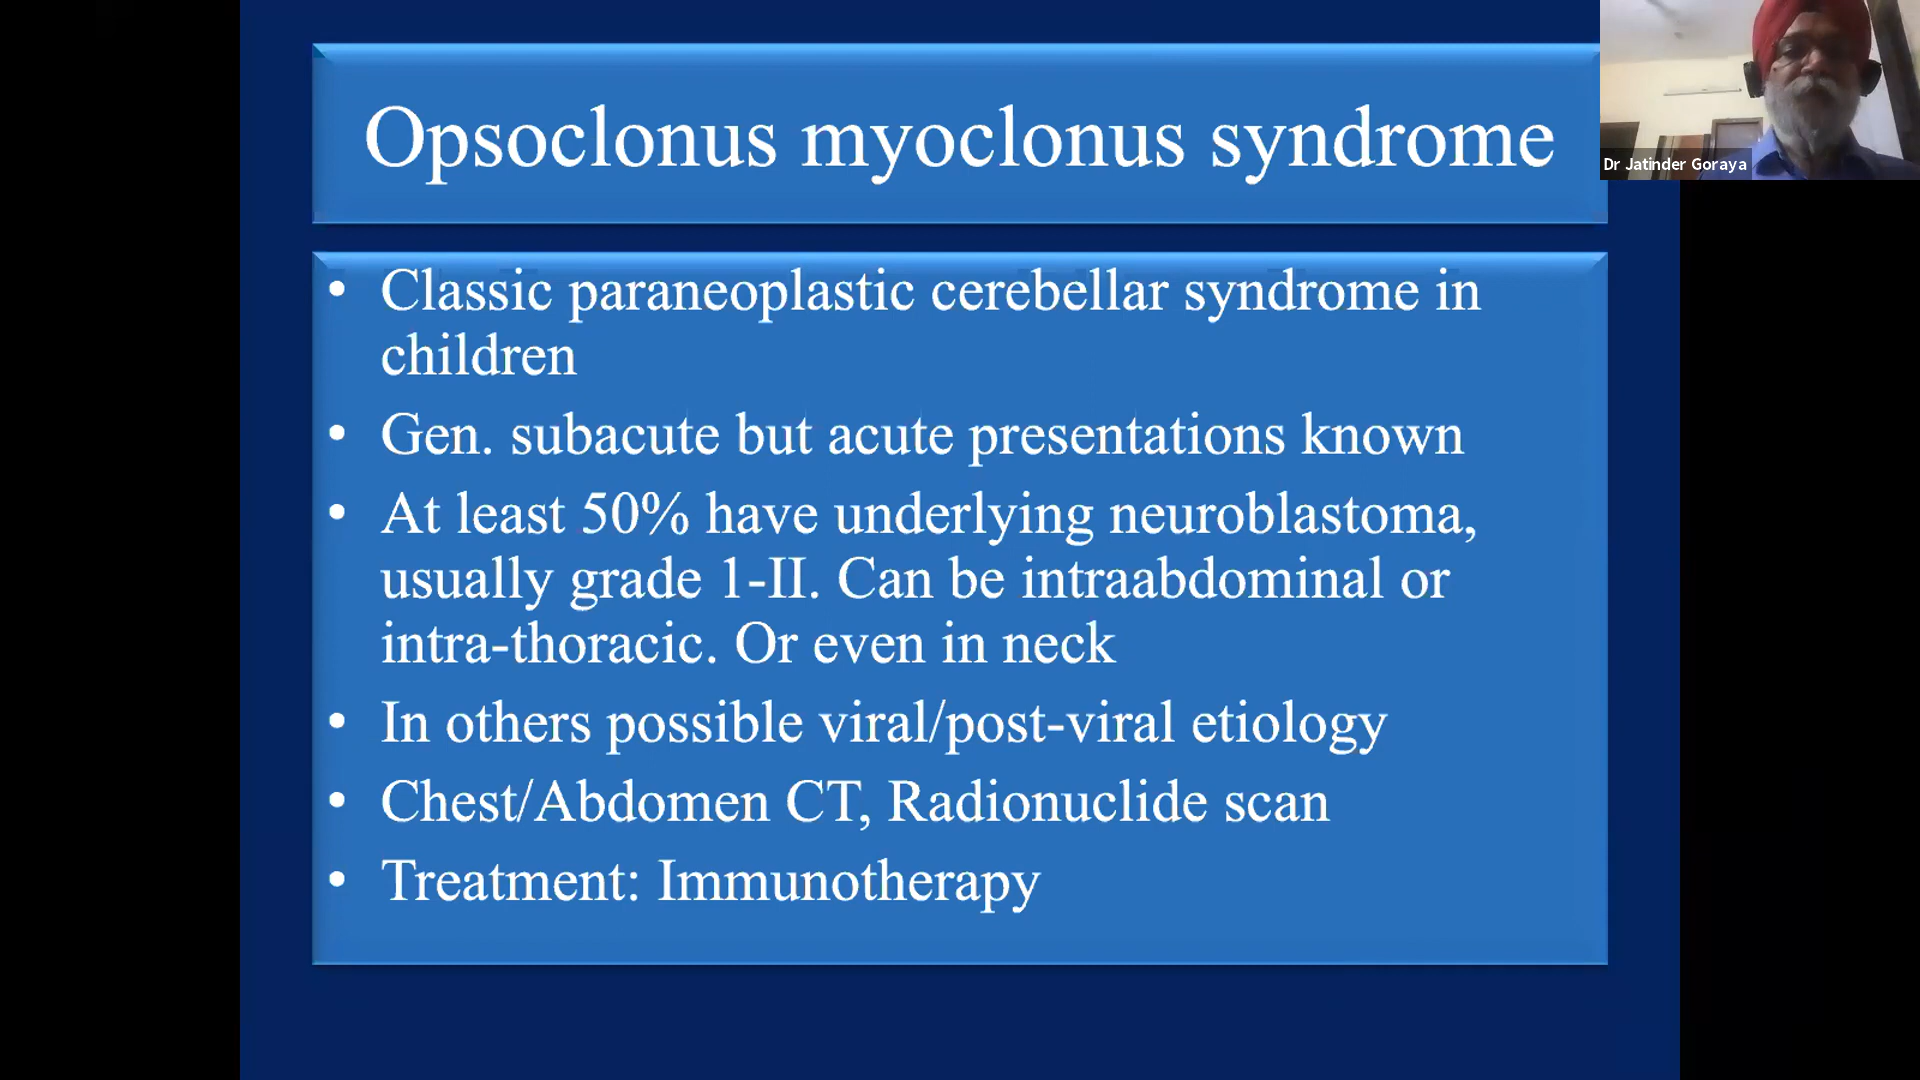 Opsoclonus myoclonus syndrome
Dr Jatinder Goraya
• Classic paraneoplastic cerebellar syndrome in
children
• Gen. subacute but acute presentations known
• At least 50% have underlying neuroblastoma,
usually grade 1-II. Can be intraabdominal or
intra-thoracic. Or even in neck
• In others possible viral/post-viral etiology
• Chest/Abdomen CT, Radionuclide scan
• Treatment: Immunotherapy